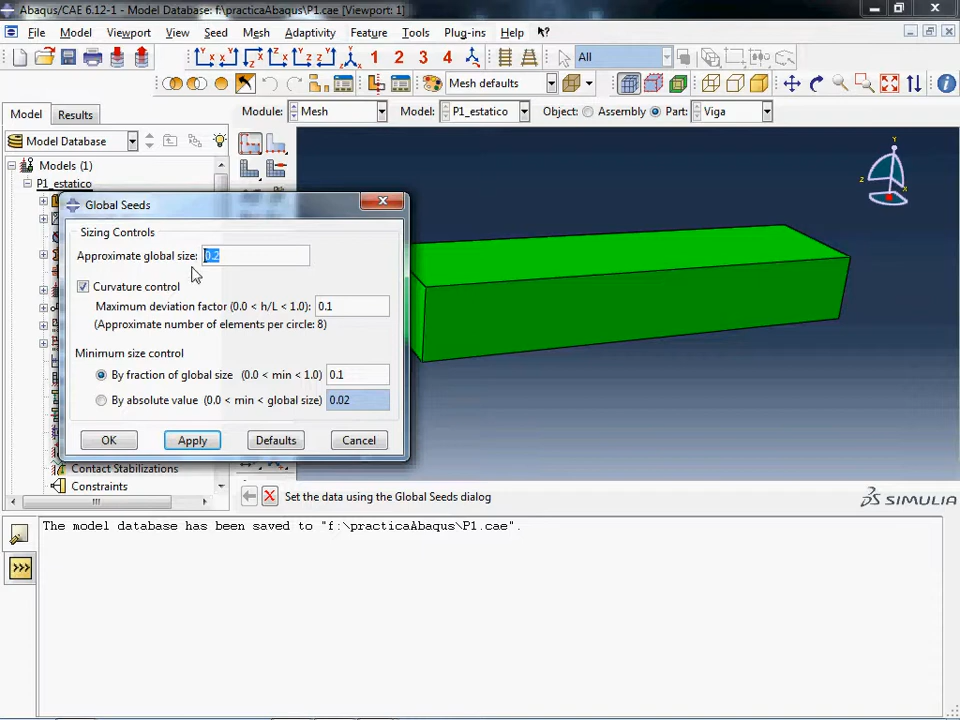 Abaqus/CAE 6.12-1 - Model Database: f:\practicaAbaqus\P1.cae [Viewport: 1]
File Model Viewport View Seed Mesh Adaptivity Feature Tools Plug-ins Help
1 2 3 4 All
Mesh defaults
Model Results
Module: Mesh Model: P1_estatico Object: Assembly Part: Viga
Model Database
Models (1)
P1_estatico
Global Seeds
Sizing Controls
Approximate global size: 0.2
Curvature control
Maximum deviation factor (0.0 < h/L < 1.0): 0.1
(Approximate number of elements per circle: 8)
Minimum size control
By fraction of global size (0.0 < min < 1.0) 0.1
By absolute value (0.0 < min < global size) 0.02
OK Apply Defaults Cancel
Contact Stabilizations
Constraints
Y
Z
X
Set the data using the Global Seeds dialog
SIMULIA
The model database has been saved to "f:\practicaAbaqus\P1.cae".
>>>